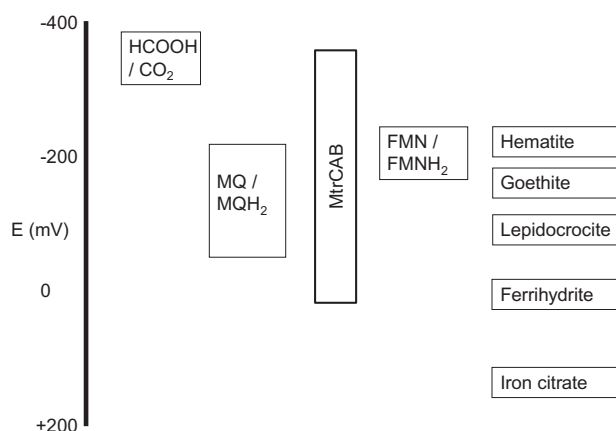 -400
HCOOH
/ CO₂
-200
MQ /
MQH₂
MtrCAB
FMN /
FMNH₂
Hematite
Goethite
E (mV)
Lepidocrocite
0
Ferrihydrite
Iron citrate
+200